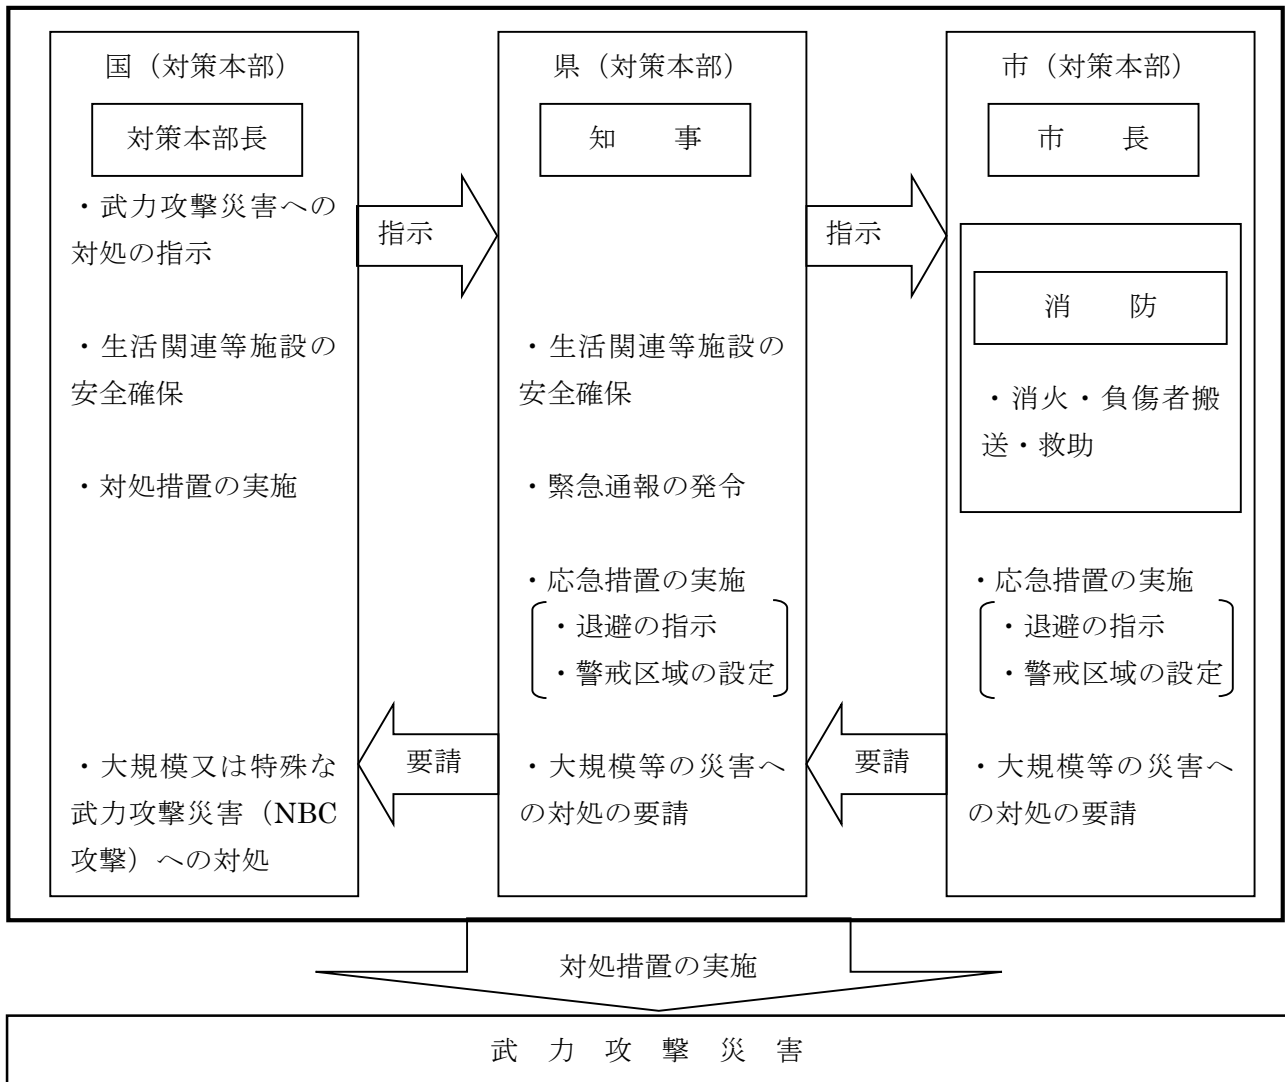 国（対策本部）
対策本部長
・武力攻撃災害への
対処の指示
・生活関連等施設の
安全確保
・対処措置の実施
・大規模又は特殊な
武力攻撃災害（NBC
攻撃）への対処
指示
要請
県（対策本部）
知　事
・生活関連等施設の
安全確保
・緊急通報の発令
・応急措置の実施
・退避の指示
・警戒区域の設定
・大規模等の災害へ
の対処の要請
指示
要請
市（対策本部）
市　長
消　防
・消火・負傷者搬
送・救助
・応急措置の実施
・退避の指示
・警戒区域の設定
・大規模等の災害へ
の対処の要請
対処措置の実施
武 力 攻 撃 災 害